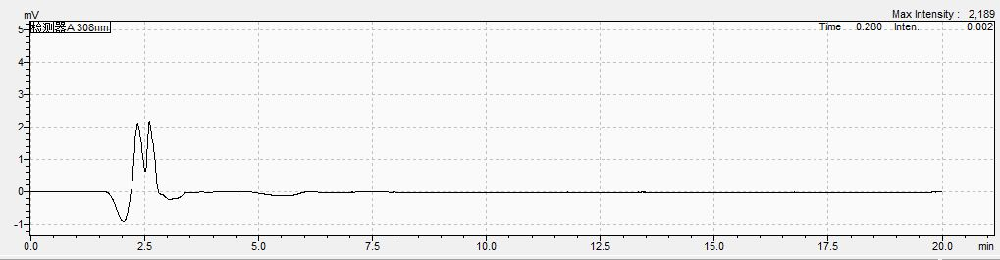 mV
Max Intensity : 2,189
检测器A 308nm
Time 0.280 Inten. 0.002
5
4
3
2
1
0
-1
0.0 2.5 5.0 7.5 10.0 12.5 15.0 17.5 20.0 min